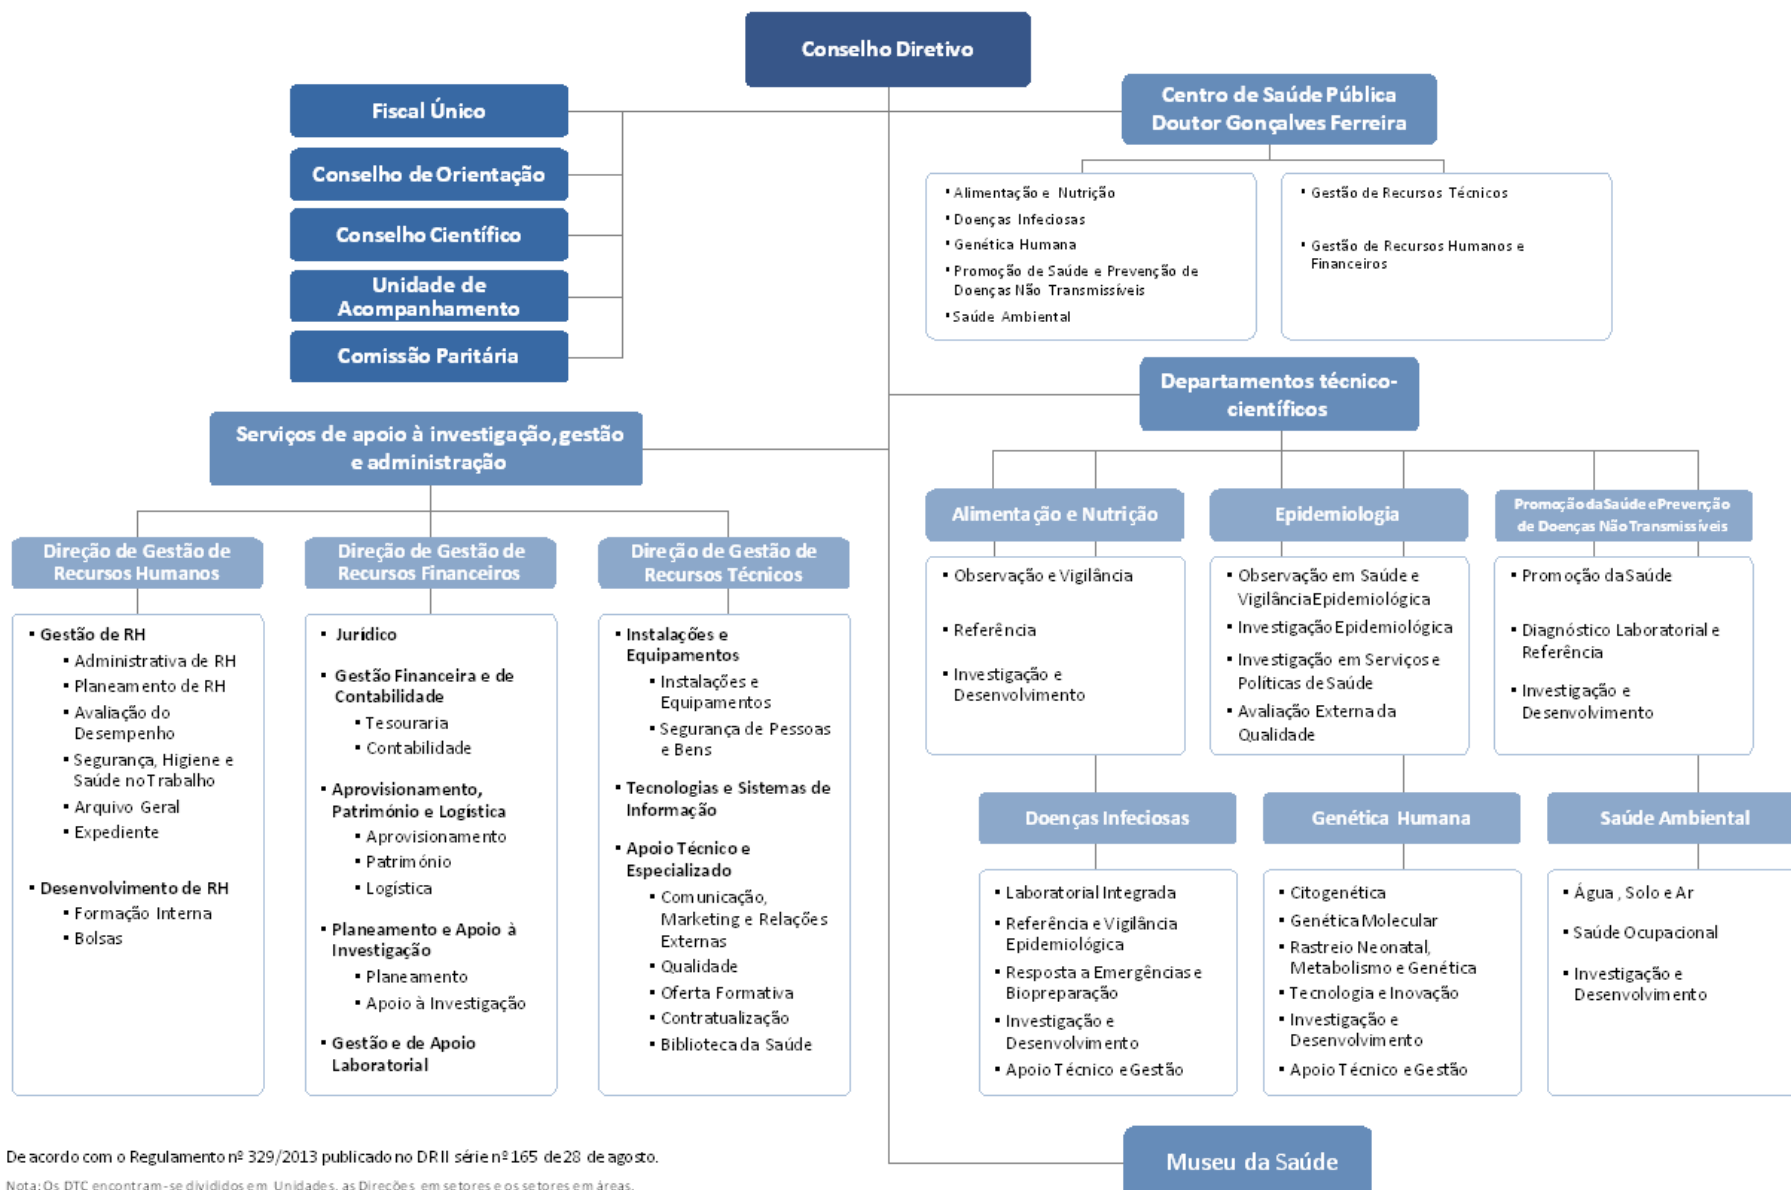 Conselho Diretivo
Fiscal Único
Conselho de Orientação
Conselho Científico
Unidade de
Acompanhamento
Comissão Paritária
Centro de Saúde Pública
Doutor Gonçalves Ferreira
▪ Alimentação e Nutrição
▪ Doenças Infeciosas
▪ Genética Humana
▪ Promoção de Saúde e Prevenção de
Doenças Não Transmissíveis
▪ Saúde Ambiental
▪ Gestão de Recursos Técnicos
▪ Gestão de Recursos Humanos e
Financeiros
Serviços de apoio à investigação, gestão
e administração
Direção de Gestão de
Recursos Humanos
▪ Gestão de RH
▪ Administrativa de RH
▪ Planeamento de RH
▪ Avaliação do
Desempenho
▪ Segurança, Higiene e
Saúde no Trabalho
▪ Arquivo Geral
▪ Expediente
▪ Desenvolvimento de RH
▪ Formação Interna
▪ Bolsas
Direção de Gestão de
Recursos Financeiros
▪ Jurídico
▪ Gestão Financeira e de
Contabilidade
▪ Tesouraria
▪ Contabilidade
▪ Aprovisionamento,
Património e Logística
▪ Aprovisionamento
▪ Património
▪ Logística
▪ Planeamento e Apoio à
Investigação
▪ Planeamento
▪ Apoio à Investigação
▪ Gestão e de Apoio
Laboratorial
Direção de Gestão de
Recursos Técnicos
▪ Instalações e
Equipamentos
▪ Instalações e
Equipamentos
▪ Segurança de Pessoas
e Bens
▪ Tecnologias e Sistemas de
Informação
▪ Apoio Técnico e
Especializado
▪ Comunicação,
Marketing e Relações
Externas
▪ Qualidade
▪ Oferta Formativa
▪ Contratualização
▪ Biblioteca da Saúde
Departamentos técnico-
científicos
Alimentação e Nutrição
▪ Observação e Vigilância
▪ Referência
▪ Investigação e
Desenvolvimento
Epidemiologia
▪ Observação em Saúde e
Vigilância Epidemiológica
▪ Investigação Epidemiológica
▪ Investigação em Serviços e
Políticas de Saúde
▪ Avaliação Externa da
Qualidade
Promoção da Saúde e Prevenção
de Doenças Não Transmissíveis
▪ Promoção da Saúde
▪ Diagnóstico Laboratorial e
Referência
▪ Investigação e
Desenvolvimento
Doenças Infeciosas
▪ Laboratorial Integrada
▪ Referência e Vigilância
Epidemiológica
▪ Resposta a Emergências e
Biopreparação
▪ Investigação e
Desenvolvimento
▪ Apoio Técnico e Gestão
Genética Humana
▪ Citogenética
▪ Genética Molecular
▪ Rastreio Neonatal,
Metabolismo e Genética
▪ Tecnologia e Inovação
▪ Investigação e
Desenvolvimento
▪ Apoio Técnico e Gestão
Saúde Ambiental
▪ Água , Solo e Ar
▪ Saúde Ocupacional
▪ Investigação e
Desenvolvimento
Museu da Saúde
De acordo com o Regulamento nº 329/2013 publicado no DR II série nº 165 de 28 de agosto.
Nota: Os DTC encontram-se divididos em Unidades, as Direções em setores e os setores em áreas.